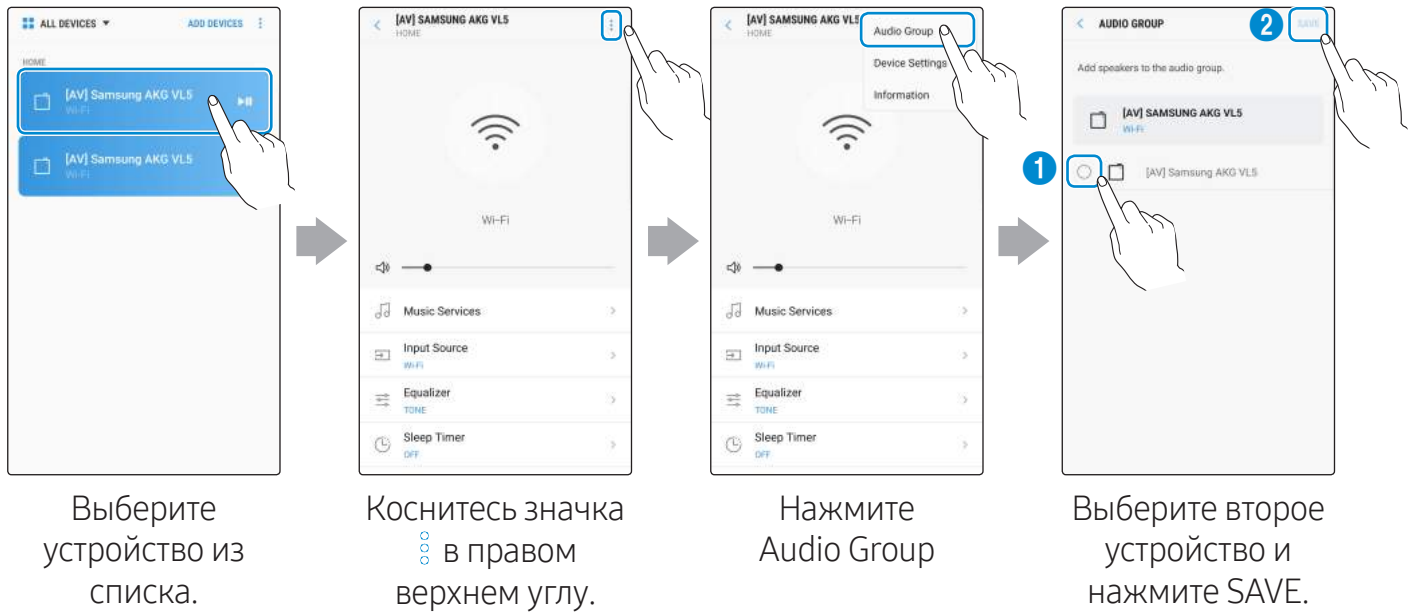 ALL DEVICES ▼ ADD DEVICES ⋮
HOME
[AV] Samsung AKG VL5
Wi-Fi
[AV] Samsung AKG VL5
Wi-Fi
Выберите
устройство из
списка.
[AV] SAMSUNG AKG VL5
HOME
Wi-Fi
Music Services
Input Source
Wi-Fi
Equalizer
TONE
Sleep Timer
OFF
Коснитесь значка
⋮ в правом
верхнем углу.
[AV] SAMSUNG AKG VL5
HOME
Audio Group
Device Settings
Information
Wi-Fi
Music Services
Input Source
Wi-Fi
Equalizer
TONE
Sleep Timer
OFF
Нажмите
Audio Group
AUDIO GROUP 2 SAVE
Add speakers to the audio group.
[AV] SAMSUNG AKG VL5
Wi-Fi
1 [AV] Samsung AKG VL5
Выберите второе
устройство и
нажмите SAVE.